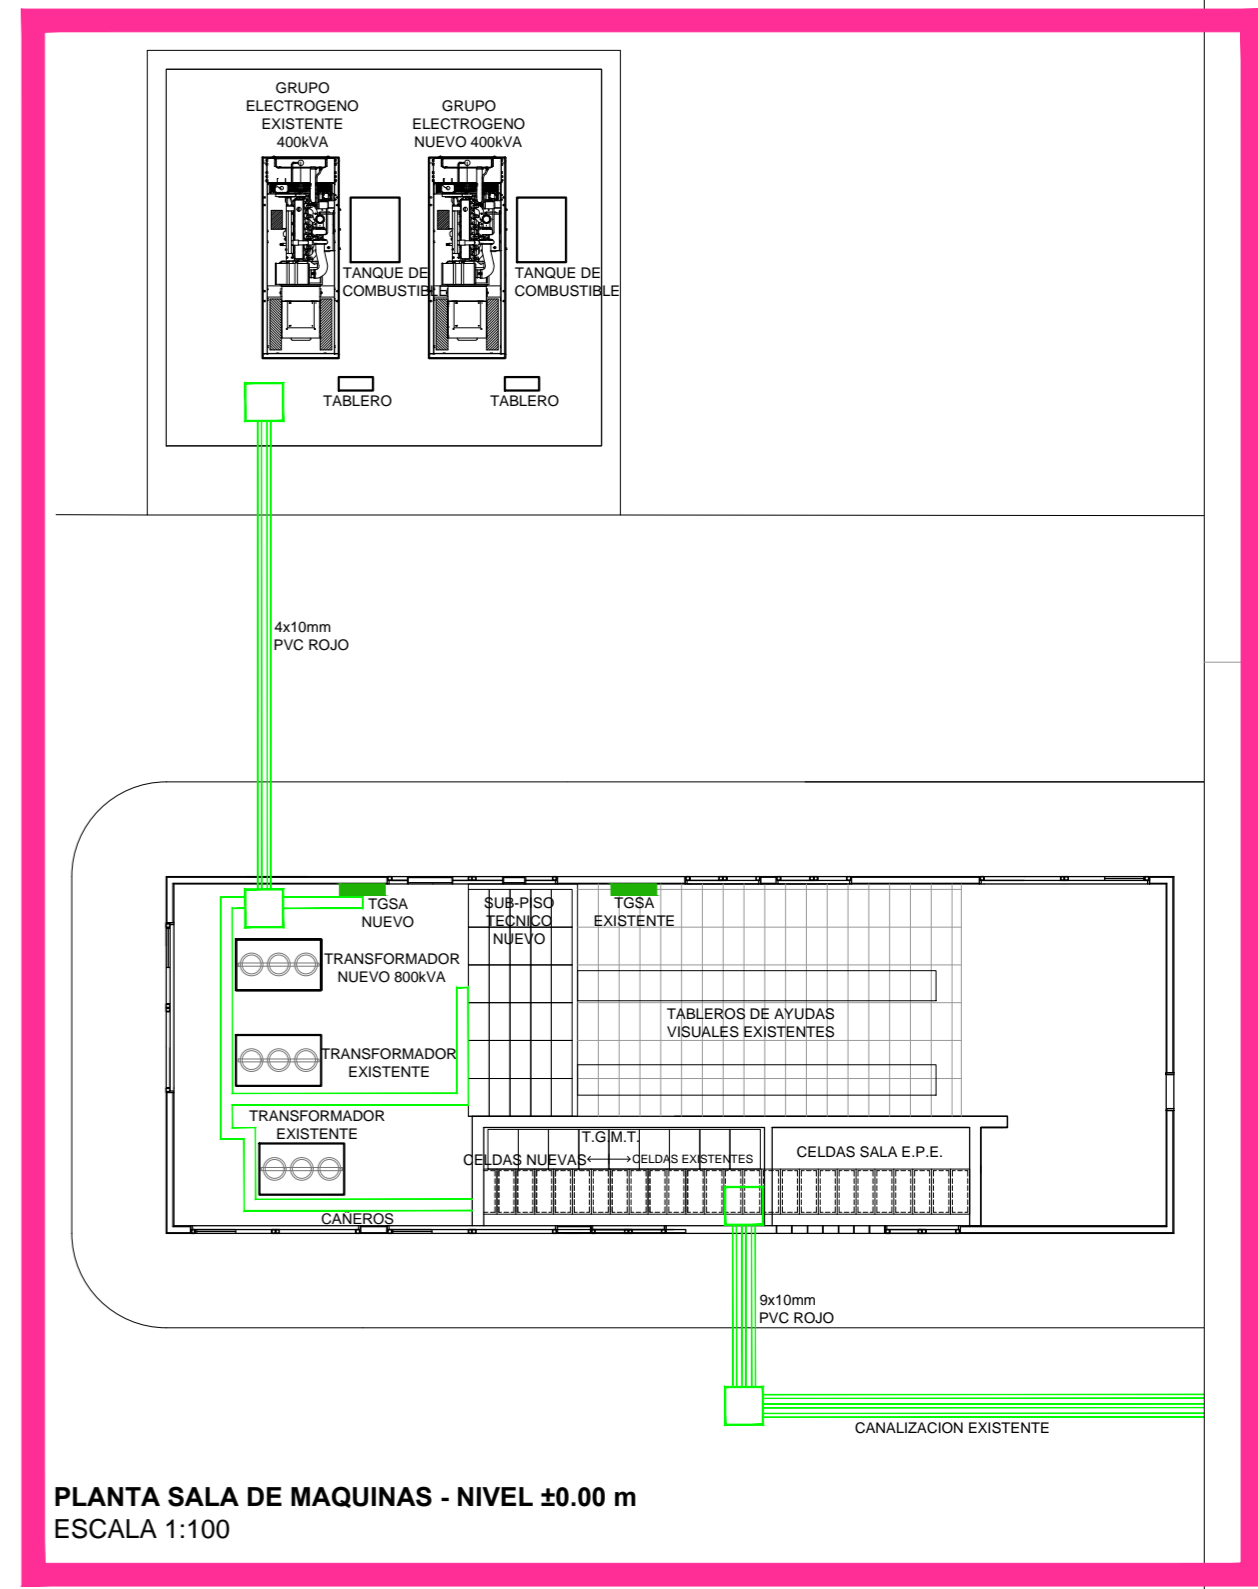 GRUPO
ELECTROGENO
EXISTENTE
400kVA
GRUPO
ELECTROGENO
NUEVO 400kVA
TANQUE DE
COMBUSTIBLE
TANQUE DE
COMBUSTIBLE
TABLERO
TABLERO
4x10mm
PVC ROJO
TGSA
NUEVO
SUB-PISO
TECNICO
NUEVO
TGSA
EXISTENTE
TRANSFORMADOR
NUEVO 800kVA
TABLEROS DE AYUDAS
VISUALES EXISTENTES
TRANSFORMADOR
EXISTENTE
TRANSFORMADOR
EXISTENTE
T.G.M.T.
CELDAS NUEVAS
CELDAS EXISTENTES
CELDAS SALA E.P.E.
CAÑEROS
9x10mm
PVC ROJO
CANALIZACION EXISTENTE
PLANTA SALA DE MAQUINAS - NIVEL ±0.00 m
ESCALA 1:100